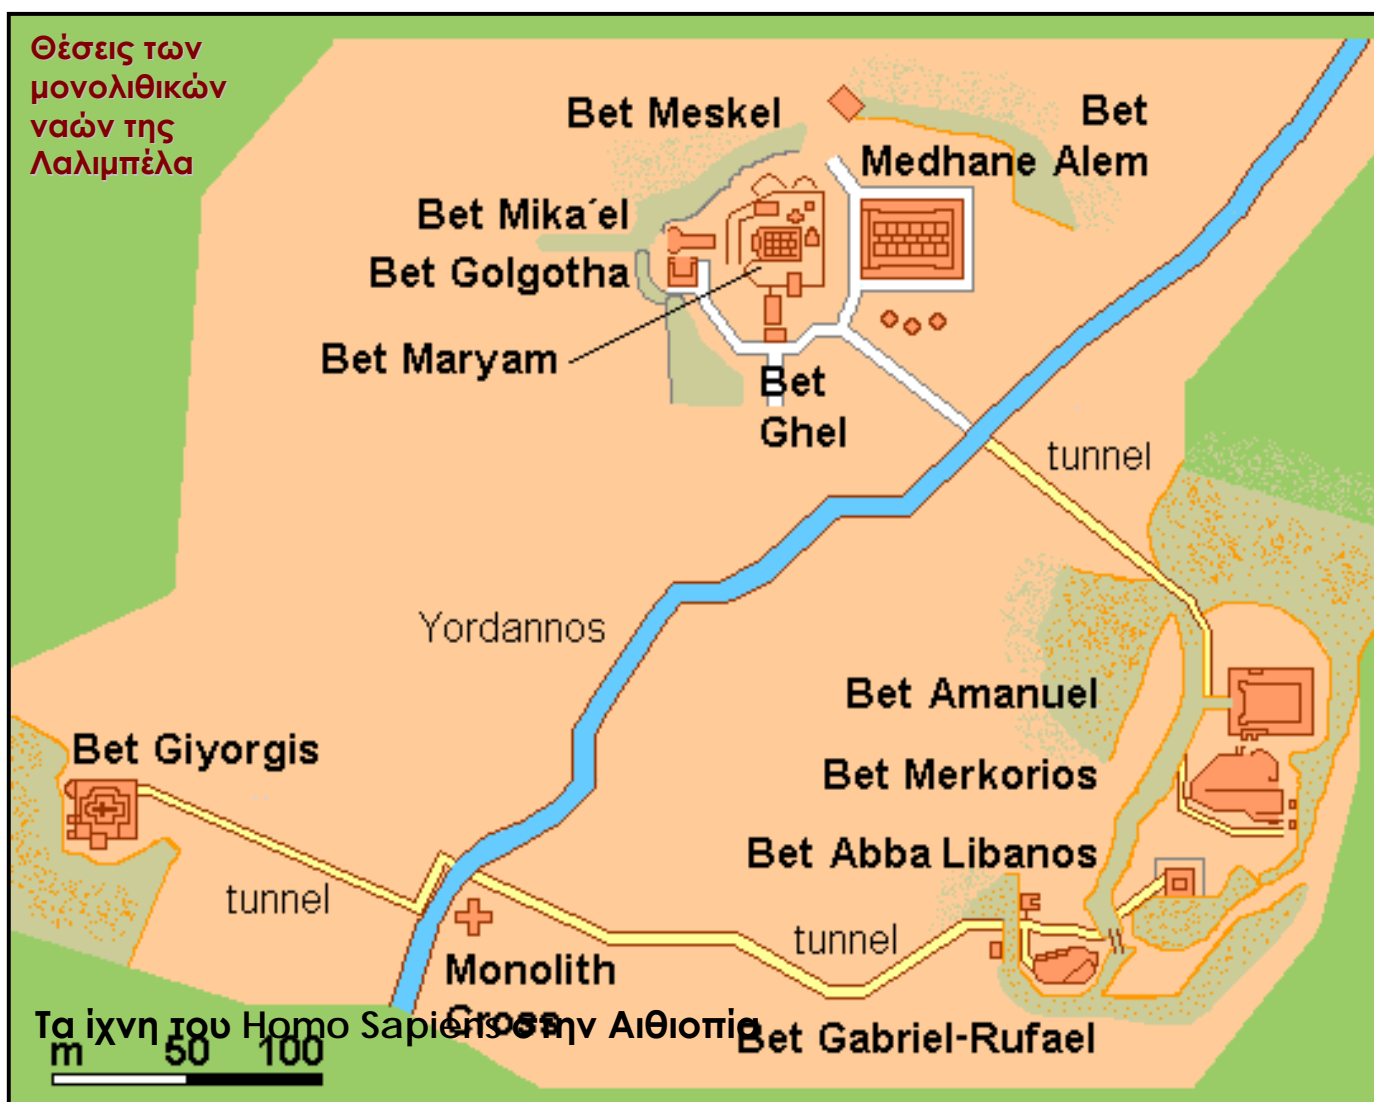 Θέσεις των
μονολιθικών
ναών της
Λαλιμπέλα
Bet Meskel
Bet
Medhane Alem
Bet Mika´el
Bet Golgotha
Bet Maryam
Bet
Ghel
tunnel
Yordannos
Bet Amanuel
Bet Giyorgis
Bet Merkorios
Bet Abba Libanos
tunnel
tunnel
Monolith
Cross
Τα ίχνη του Homo Sapiens στην Αιθιοπία
Bet Gabriel-Rufael
m 50 100